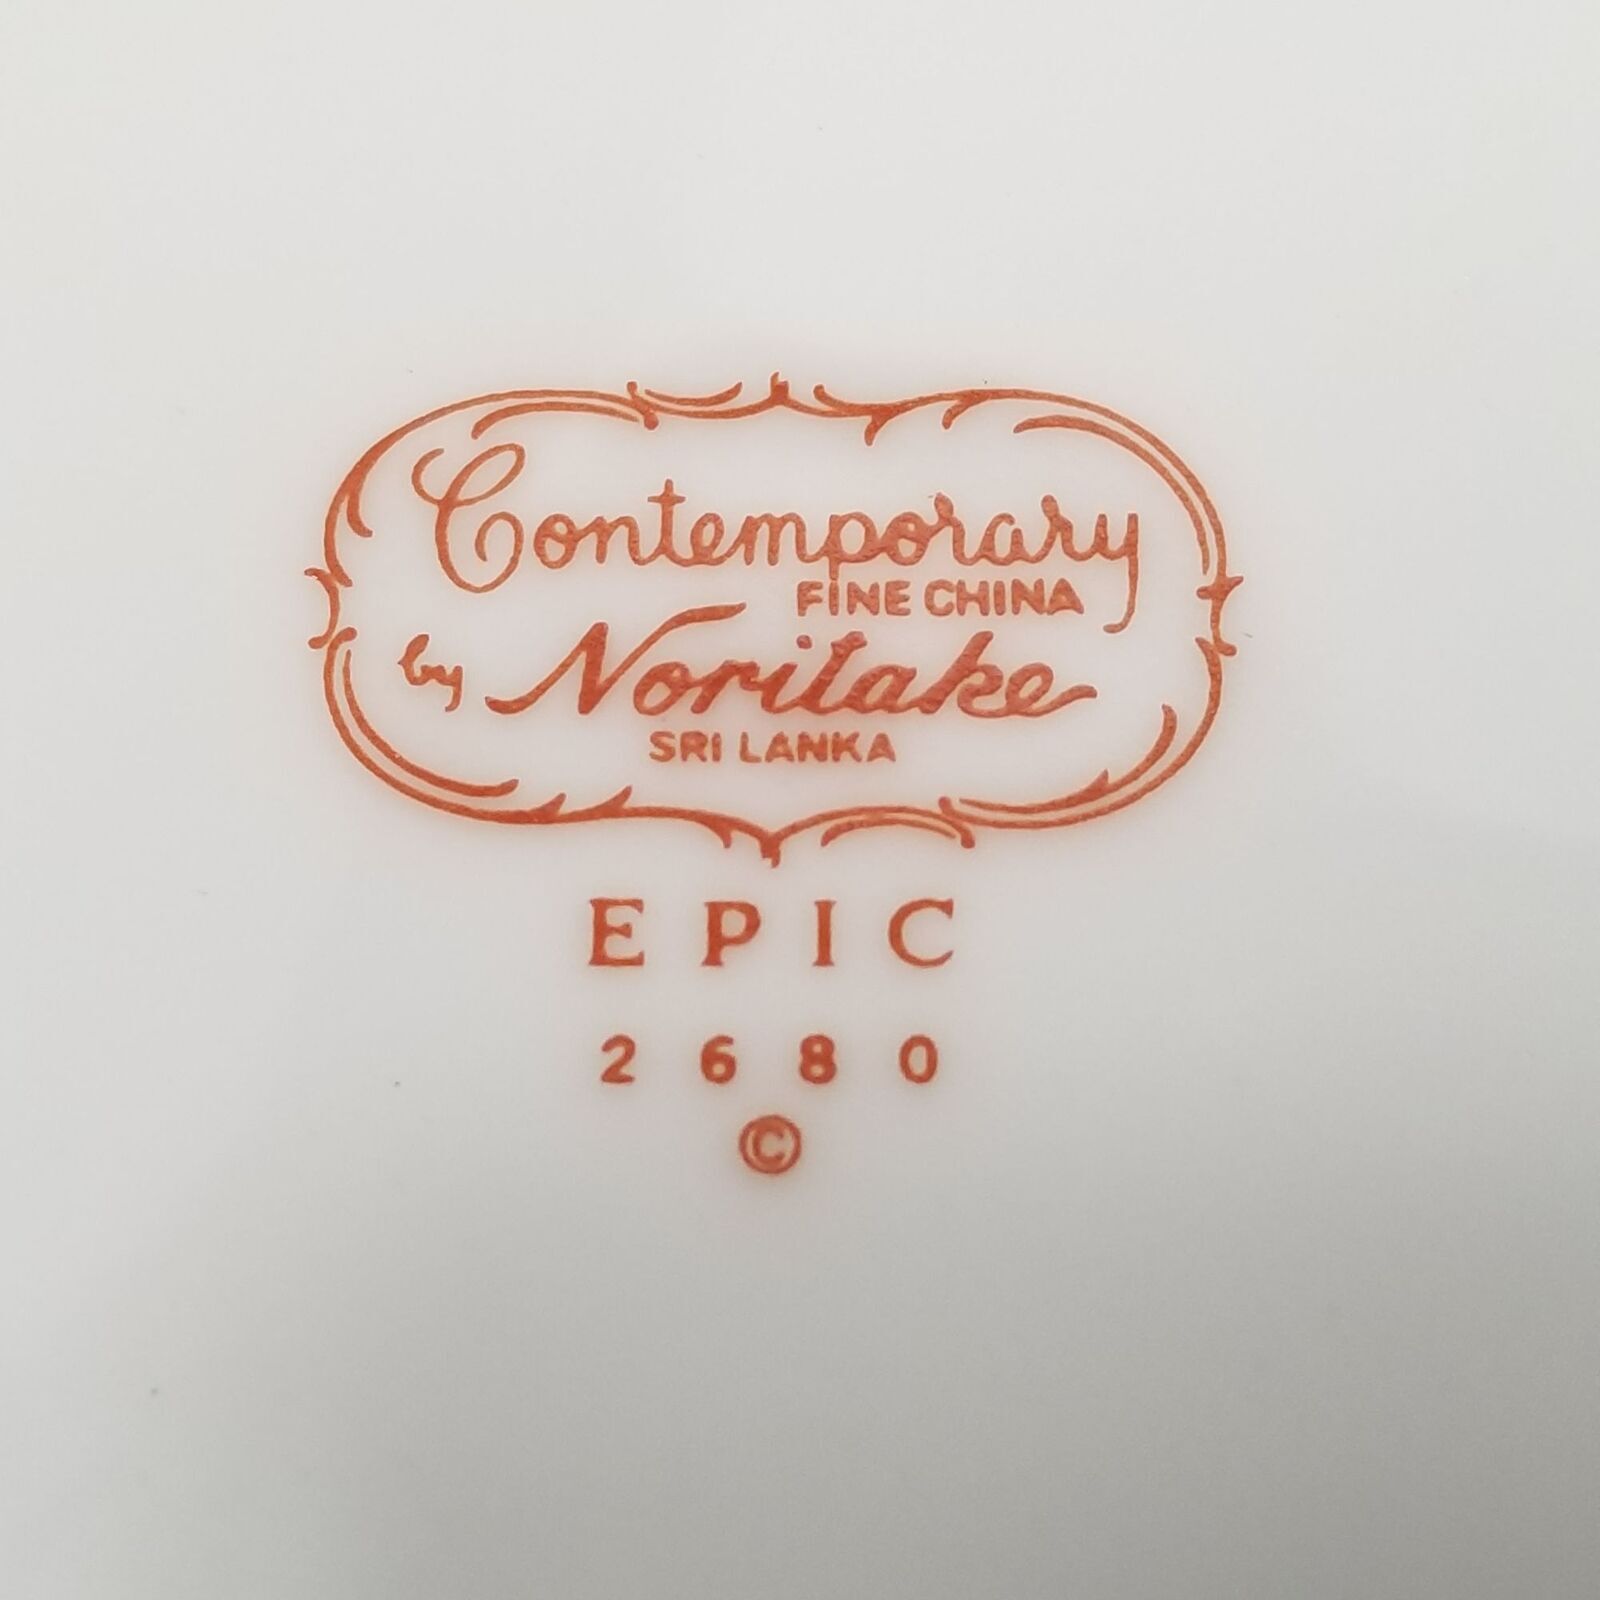 Contemporary
FINE CHINA
by Noritake
SRI LANKA
EPIC
2680
©